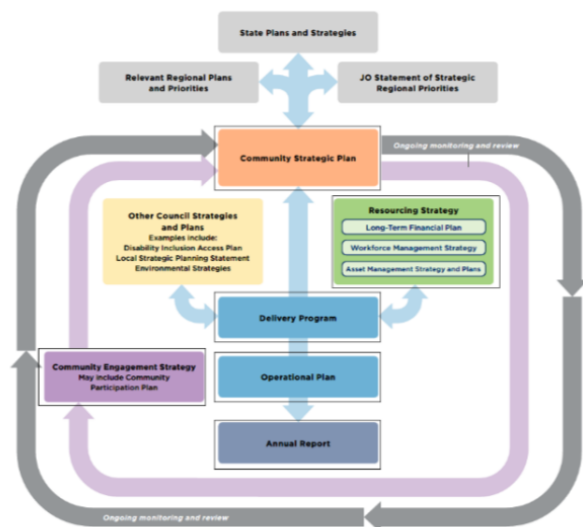 State Plans and Strategies
Relevant Regional Plans
and Priorities
JO Statement of Strategic
Regional Priorities
Ongoing monitoring and review
Community Strategic Plan
Other Council Strategies
and Plans
Examples include:
Disability Inclusion Access Plan
Local Strategic Planning Statement
Environmental Strategies
Resourcing Strategy
Long-Term Financial Plan
Workforce Management Strategy
Asset Management Strategy and Plans
Delivery Program
Community Engagement Strategy
May include Community
Participation Plan
Operational Plan
Annual Report
Ongoing monitoring and review